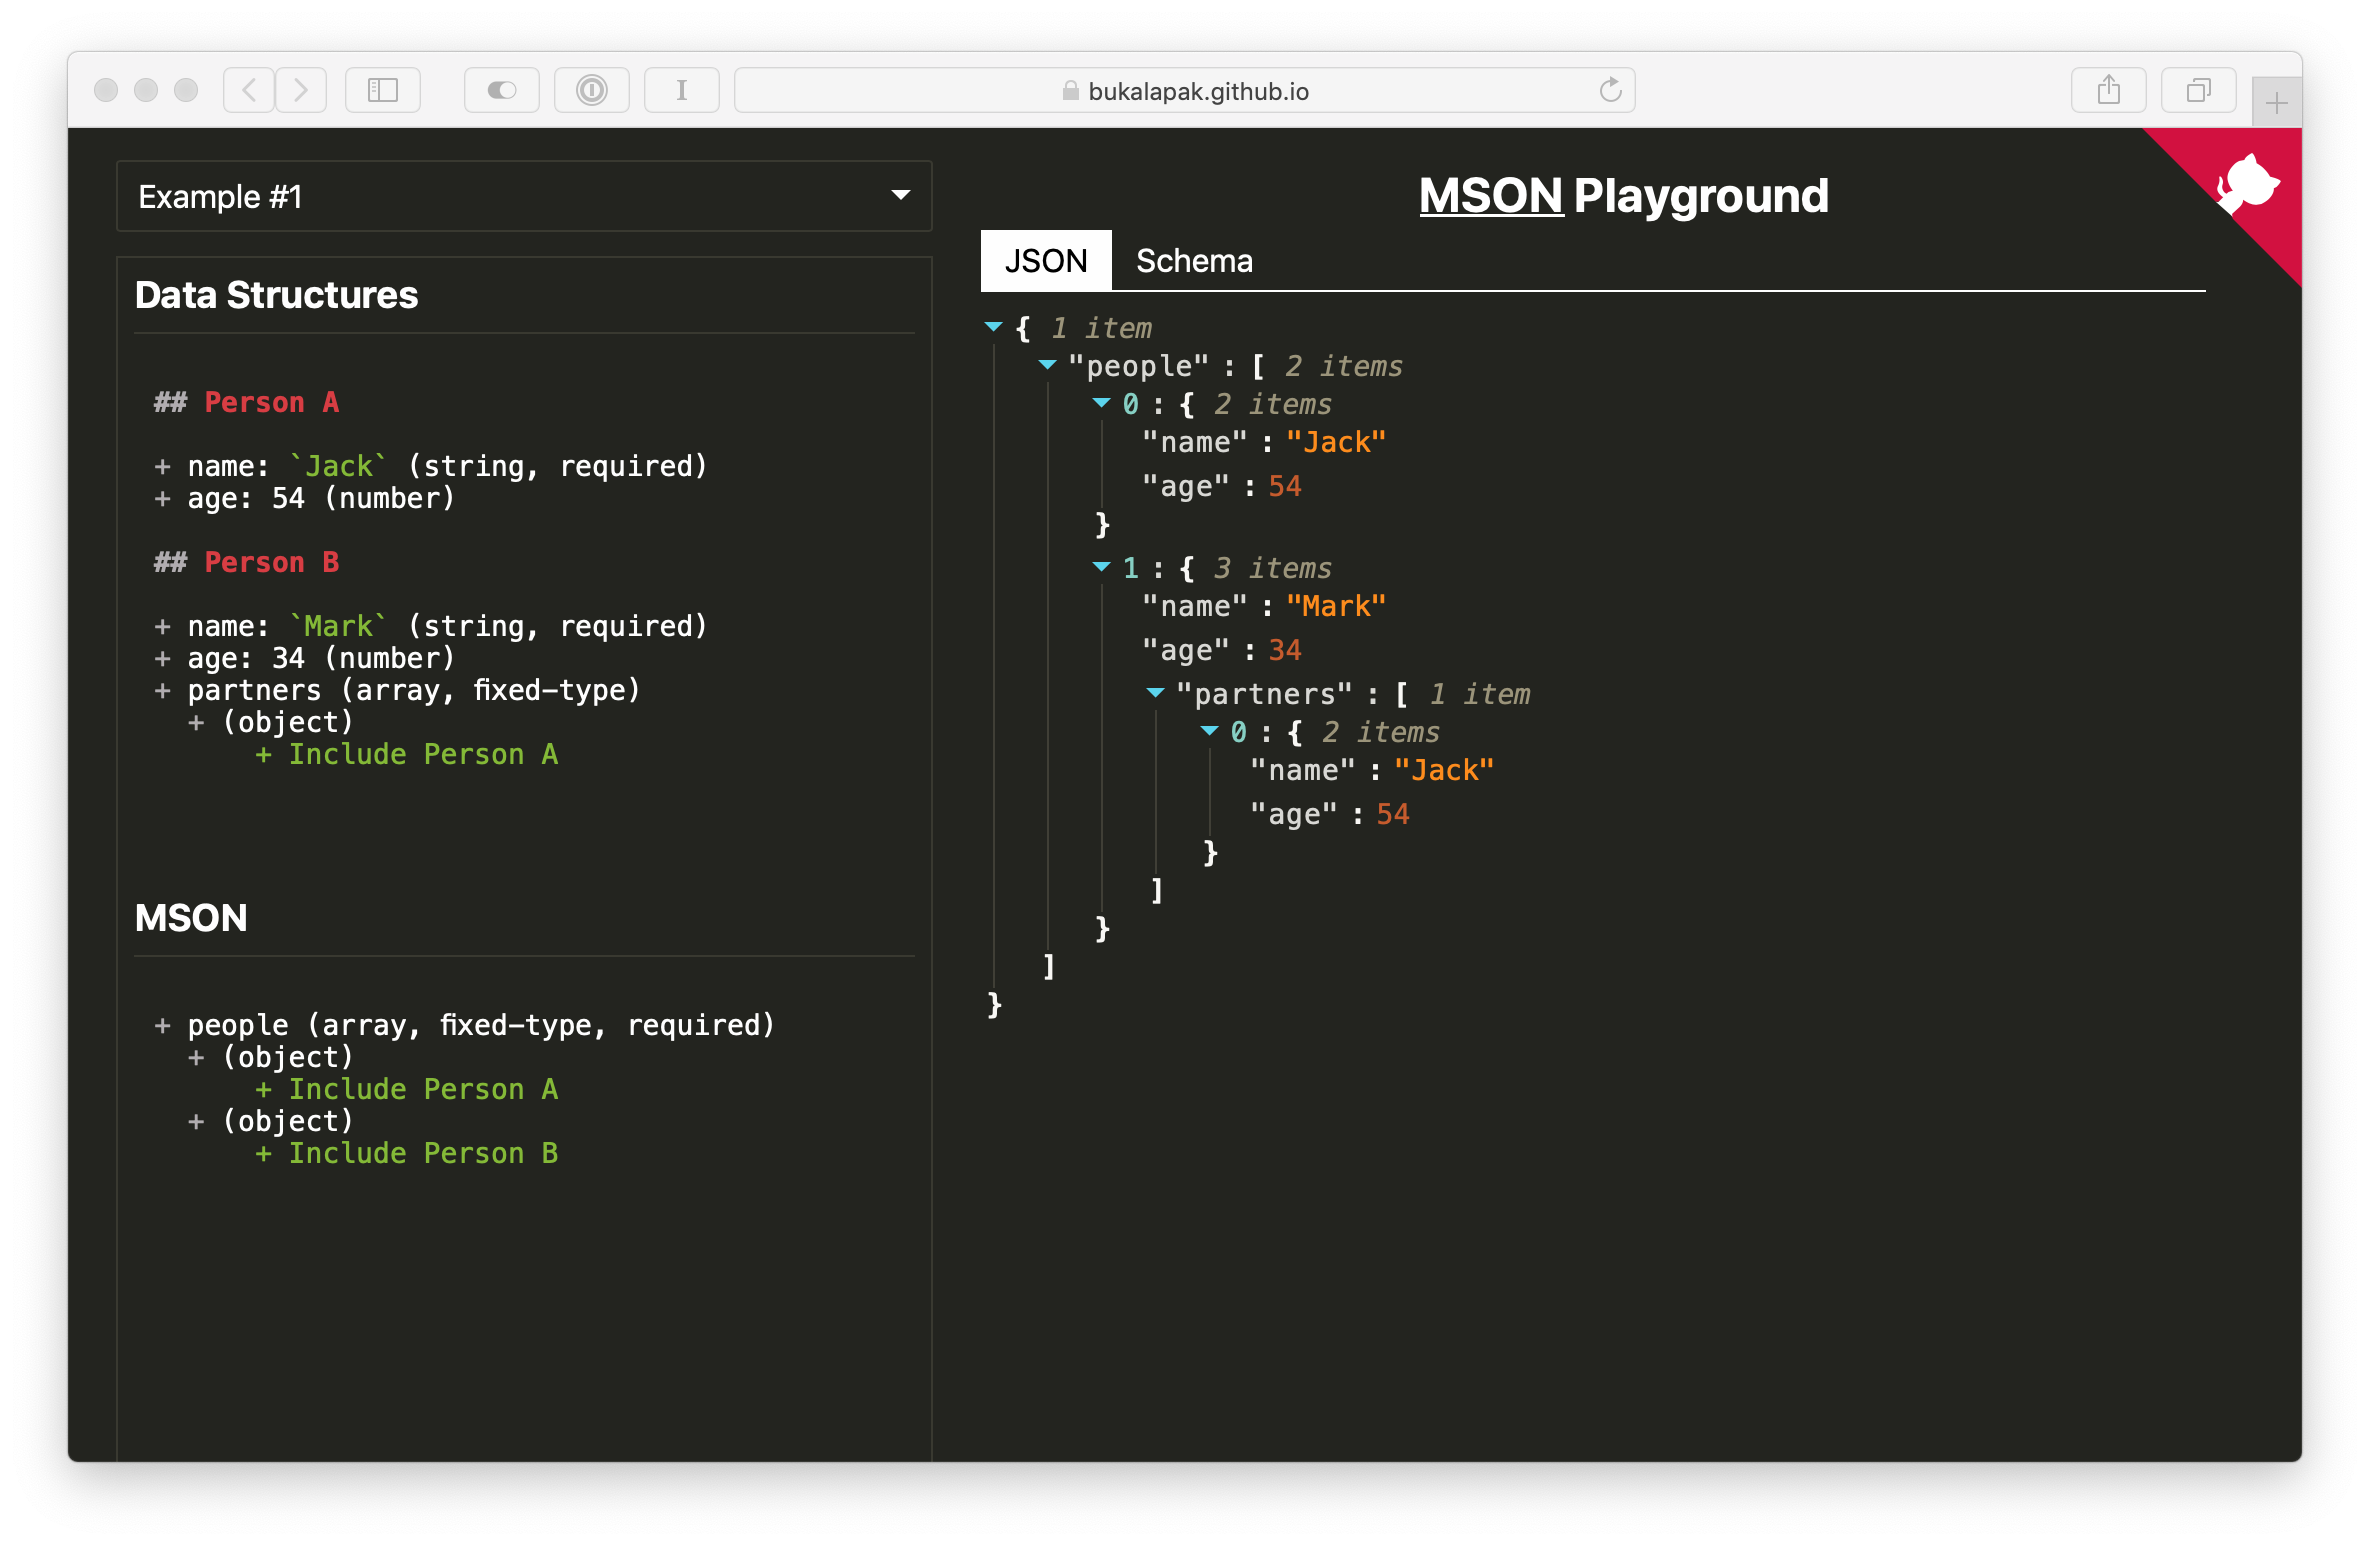 bukalapak.github.io
Example #1
Data Structures
## Person A
+ name: `Jack` (string, required)
+ age: 54 (number)
## Person B
+ name: `Mark` (string, required)
+ age: 34 (number)
+ partners (array, fixed-type)
+ (object)
+ Include Person A
MSON
+ people (array, fixed-type, required)
+ (object)
+ Include Person A
+ (object)
+ Include Person B
MSON Playground
JSON Schema
{ 1 item
"people" : [ 2 items
0 : { 2 items
"name" : "Jack"
"age" : 54
}
1 : { 3 items
"name" : "Mark"
"age" : 34
"partners" : [ 1 item
0 : { 2 items
"name" : "Jack"
"age" : 54
}
]
}
]
}